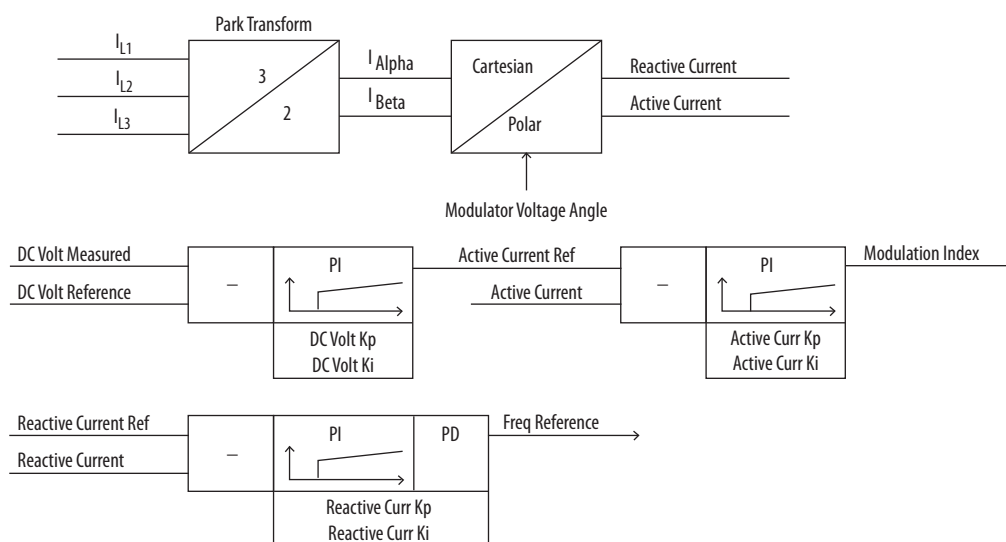 Park Transform
I L1
I L2
I L3
3
2
I Alpha
I Beta
Cartesian
Polar
Reactive Current
Active Current
Modulator Voltage Angle
DC Volt Measured
DC Volt Reference
–
PI
DC Volt Kp
DC Volt Ki
Active Current Ref
Active Current
–
PI
Active Curr Kp
Active Curr Ki
Modulation Index
Reactive Current Ref
Reactive Current
–
PI
PD
Reactive Curr Kp
Reactive Curr Ki
Freq Reference